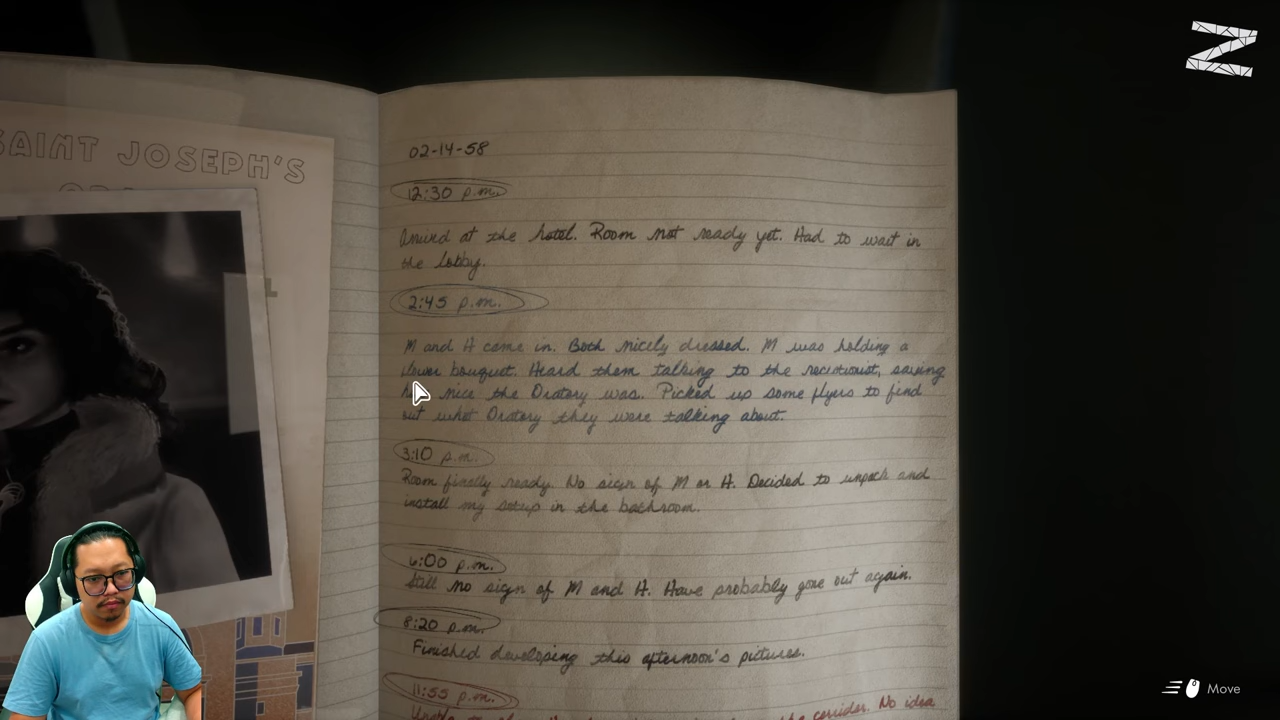 SAINT JOSEPH'S
02-14-58
12:30 p.m.
Arrived at the hotel. Room not ready yet. Had to wait in
the lobby.
2:45 p.m.
M and H came in. Both nicely dressed. M was holding a
flower bouquet. Heard them talking to the receptionist, saying
nice the Oratory was. Picked up some flyers to find
out what Oratory they were talking about.
3:10 p.m.
Room finally ready. No sign of M or H. Decided to unpack and
install my setup in the bathroom.
6:00 p.m.
Still no sign of M and H. Have probably gone out again.
8:20 p.m.
Finished developing this afternoon's pictures.
11:55 p.m.
the corridor. No idea
Z
Move